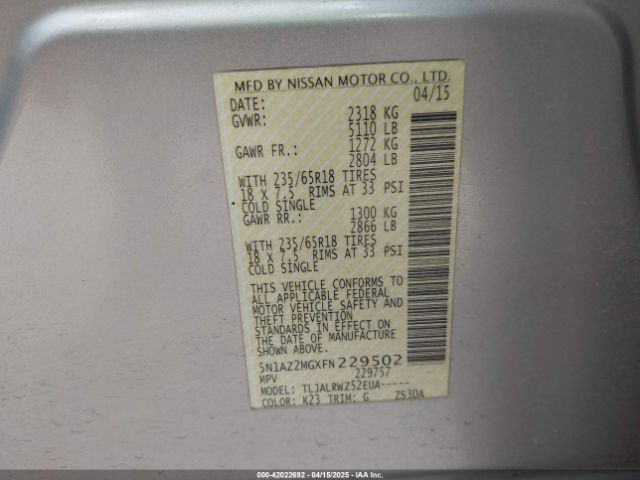 MFD BY NISSAN MOTOR CO., LTD.
DATE: 04/15
GVWR: 2318 KG
5110 LB
GAWR FR.: 1272 KG
2804 LB
WITH 235/65R18 TIRES
18 X 7.5 RIMS AT 33 PSI
COLD SINGLE
GAWR RR.: 1300 KG
2866 LB
WITH 235/65R18 TIRES
18 X 7.5 RIMS AT 33 PSI
COLD SINGLE
THIS VEHICLE CONFORMS TO
ALL APPLICABLE FEDERAL
MOTOR VEHICLE SAFETY AND
THEFT PREVENTION
STANDARDS IN EFFECT ON
THE DATE OF MANUFACTURE
SHOWN ABOVE.
5N1AZ2MGXFN229502
MPV 229757
MODEL: TLJALRWZ52EUA-----
COLOR: K23 TRIM: G ZS30A
000-42022692 - 04/15/2025 - IAA Inc.